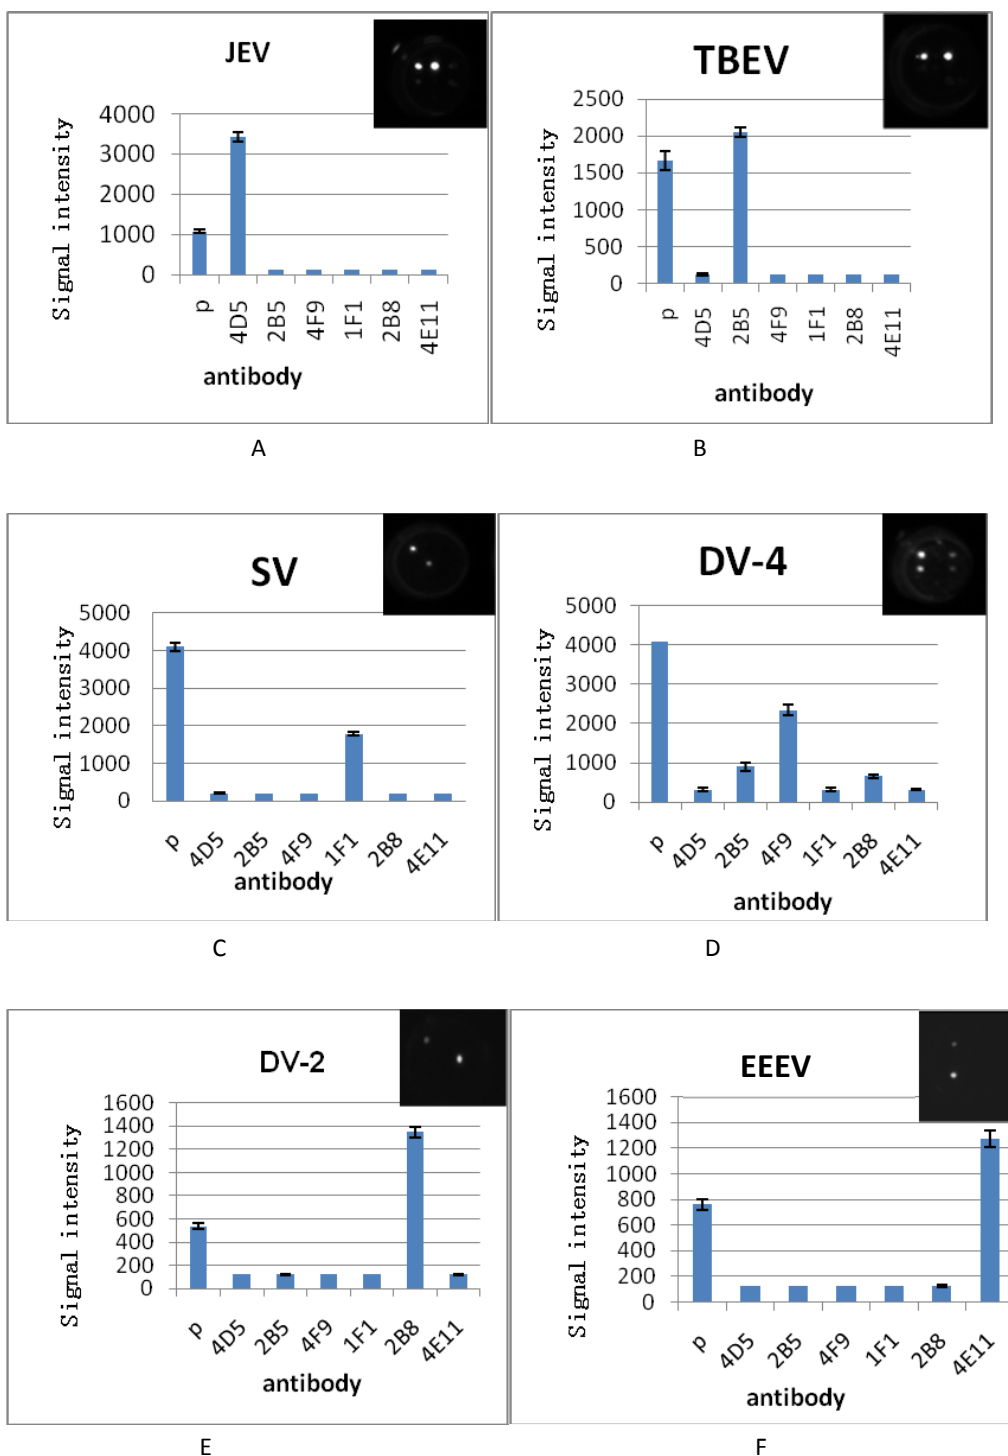 JEV
Signal intensity
4000
3000
2000
1000
0
p 4D5 2B5 4F9 1F1 2B8 4E11
antibody
A
TBEV
Signal intensity
2500
2000
1500
1000
500
0
p 4D5 2B5 4F9 1F1 2B8 4E11
antibody
B
SV
Signal intensity
5000
4000
3000
2000
1000
0
p 4D5 2B5 4F9 1F1 2B8 4E11
antibody
C
DV-4
Signal intensity
5000
4000
3000
2000
1000
0
p 4D5 2B5 4F9 1F1 2B8 4E11
antibody
D
DV-2
Signal intensity
1600
1400
1200
1000
800
600
400
200
0
p 4D5 2B5 4F9 1F1 2B8 4E11
antibody
E
EEEV
Signal intensity
1600
1400
1200
1000
800
600
400
200
0
p 4D5 2B5 4F9 1F1 2B8 4E11
antibody
F